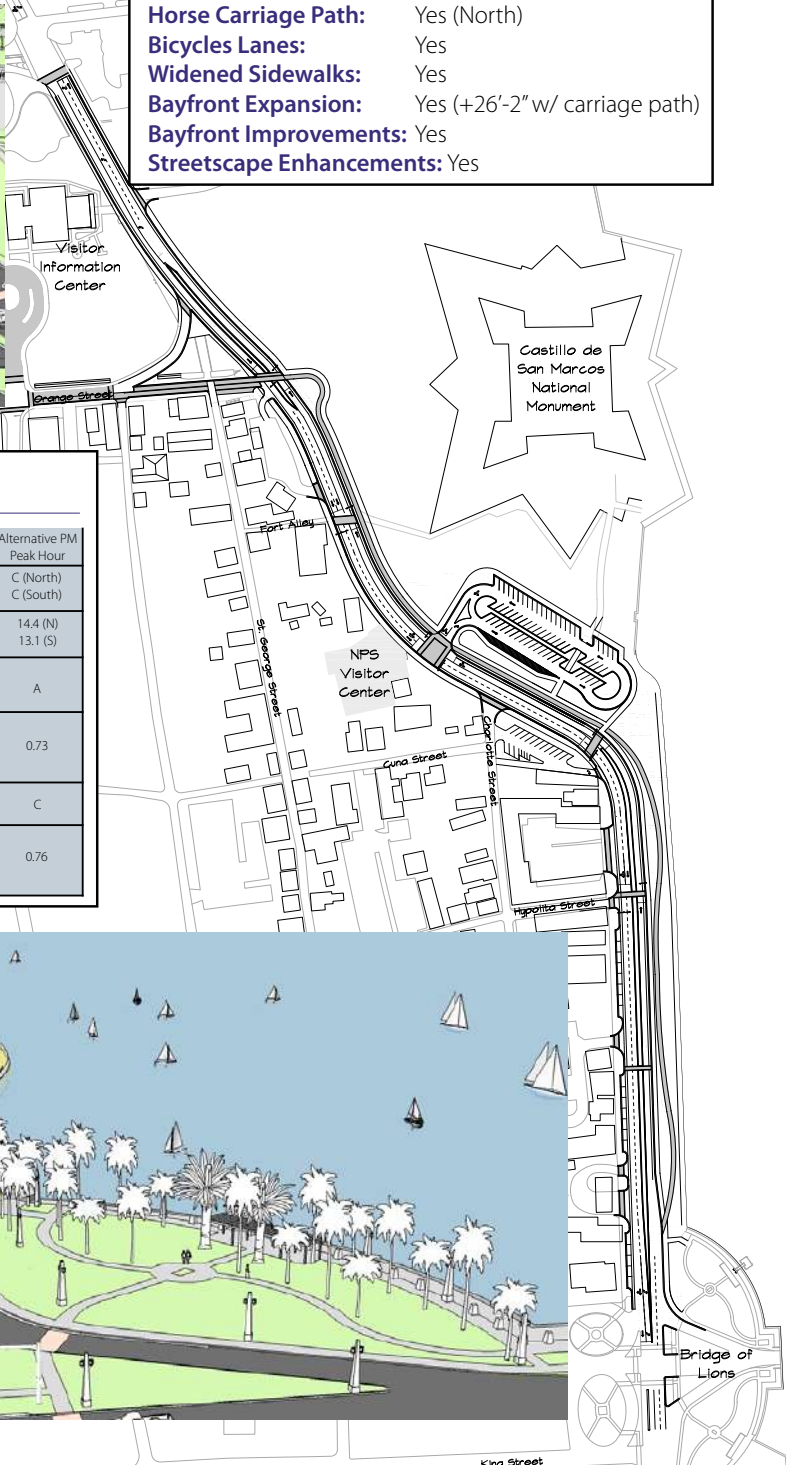 Horse Carriage Path: Yes (North)
Bicycles Lanes: Yes
Widened Sidewalks: Yes
Bayfront Expansion: Yes (+26'-2" w/ carriage path)
Bayfront Improvements: Yes
Streetscape Enhancements: Yes
Visitor
Information
Center
Castillo de
San Marcos
National
Monument
Orange Street
Fort Alley
St. George Street
NPS
Visitor
Center
Charlotte Street
Cuna Street
Hypolita Street
Alternative PM
Peak Hour
C (North)
C (South)
14.4 (N)
13.1 (S)
A
0.73
C
0.76
Bridge of
Lions
King Street